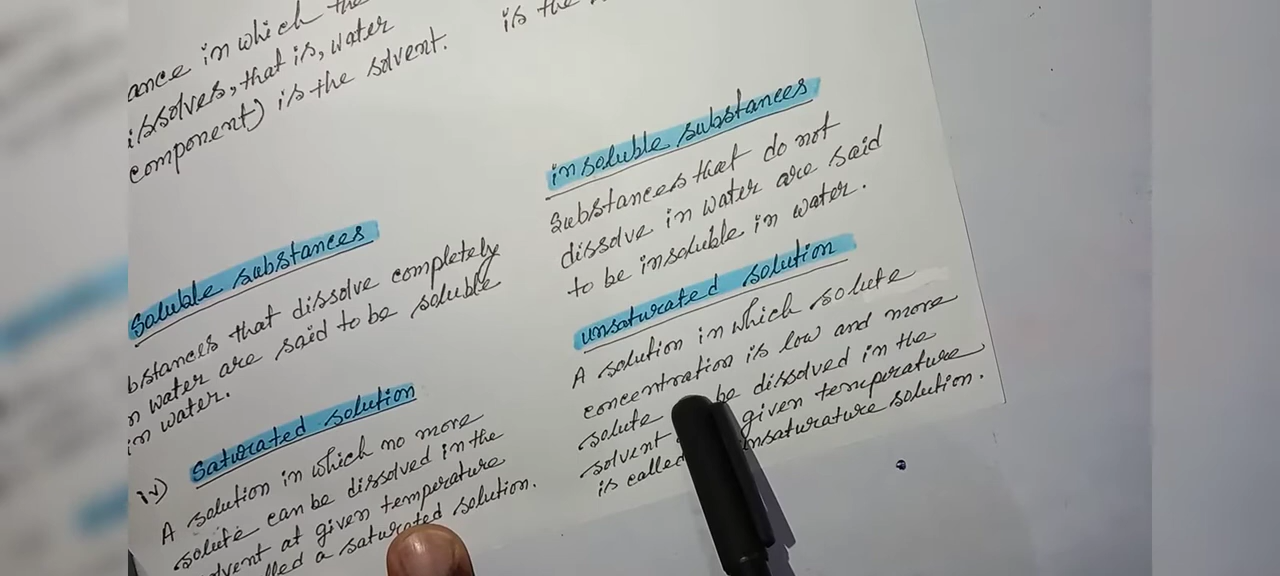 ance in which the
issolves, that is, water
component) is the solvent.
is the
Soluble substances
bstances that dissolve completely
n water are said to be soluble
in water.
insoluble substances
Substances that do not
dissolve in water are said
to be insoluble in water.
iv)
Saturated solution
A solution in which no more
solute can be dissolved in the
olvent at given temperature
lled a saturated solution.
unsaturated solution
A solution in which solute
concentration is low and more
solute be dissolved in the
solvent given temperature
is called unsaturature solution.